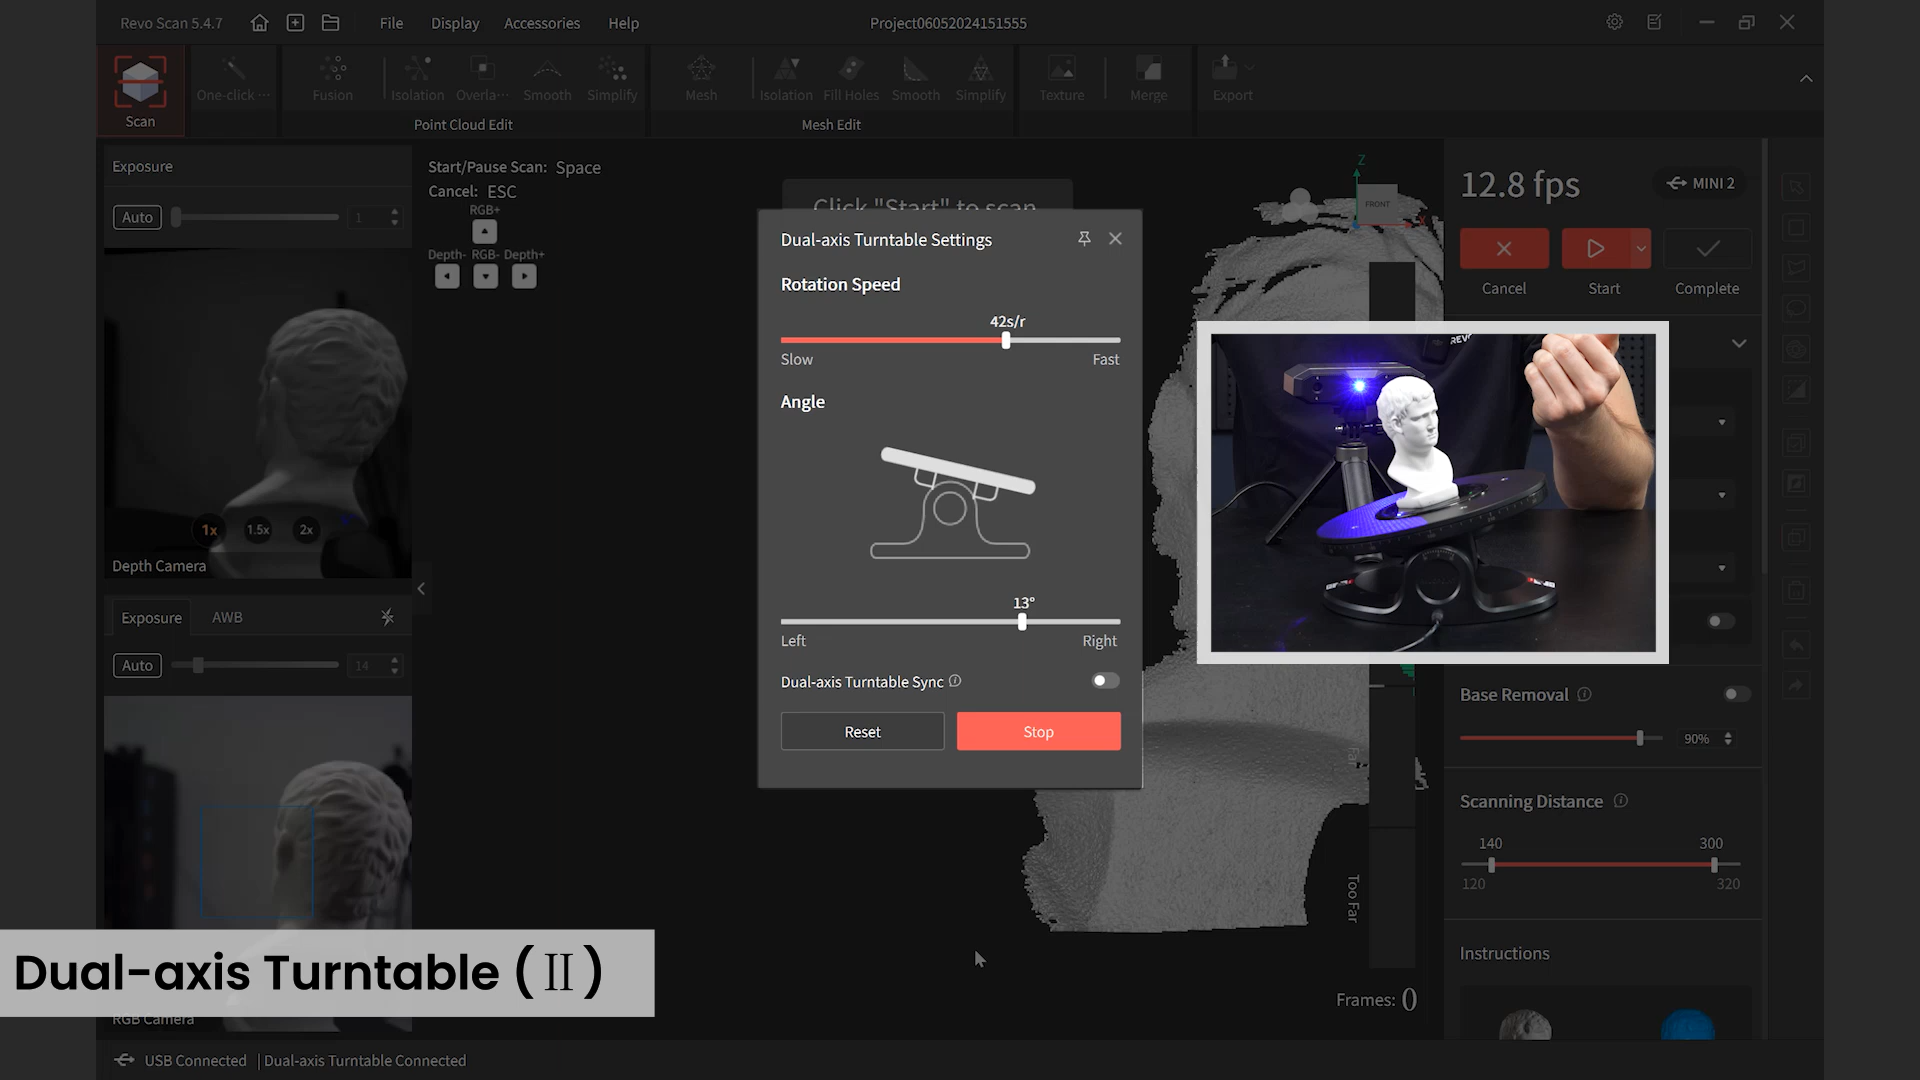 Revo Scan 5.4.7
File
Display
Accessories
Help
Project06052024151555
Scan
One-click ···
Fusion
Isolation
Overla···
Smooth
Simplify
Point Cloud Edit
Mesh
Isolation
Fill Holes
Smooth
Simplify
Mesh Edit
Texture
Merge
Export
Exposure
Auto
1
1x
1.5x
2x
Depth Camera
Exposure
AWB
Auto
14
RGB Camera
Start/Pause Scan: Space
Cancel: ESC
RGB+
Depth- RGB- Depth+
Click "Start" to scan
Dual-axis Turntable Settings
Rotation Speed
42s/r
Slow
Fast
Angle
13°
Left
Right
Dual-axis Turntable Sync
Reset
Stop
Z
FRONT
X
Far
Too Far
Frames: 0
12.8 fps
MINI 2
Cancel
Start
Complete
Base Removal
90%
Scanning Distance
140
300
120
320
Instructions
Dual-axis Turntable (Ⅱ)
USB Connected | Dual-axis Turntable Connected